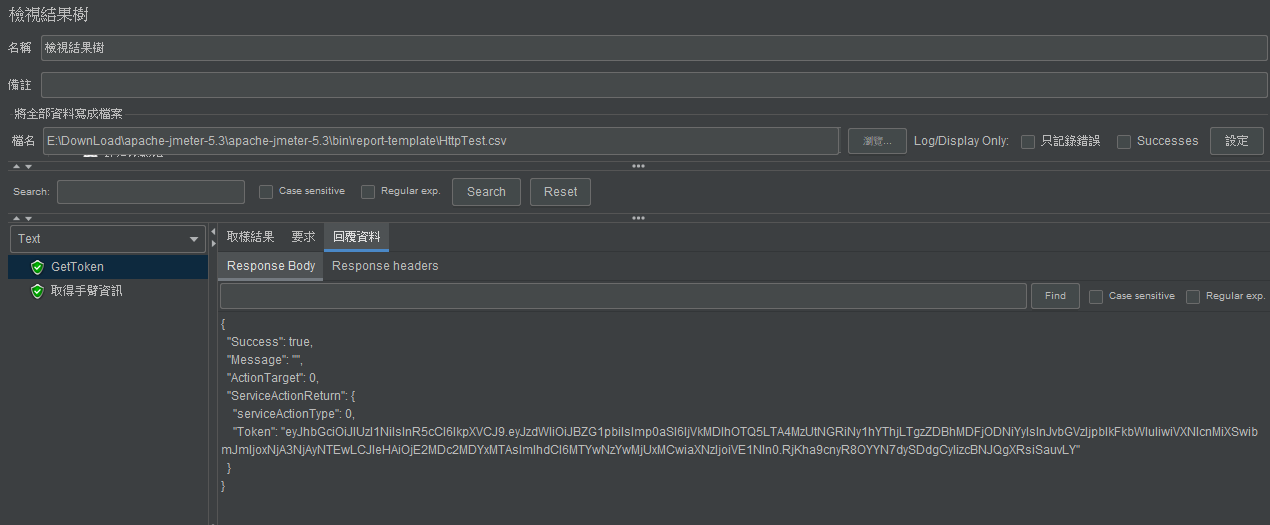 檢視結果樹
名稱 檢視結果樹
備註
將全部資料寫成檔案
檔名 E:\DownLoad\apache-jmeter-5.3\apache-jmeter-5.3\bin\report-template\HttpTest.csv 瀏覽... Log/Display Only: 只記錄錯誤 Successes 設定
Search: Case sensitive Regular exp. Search Reset
Text 取樣結果 要求 回覆資料
GetToken Response Body Response headers
取得手臂資訊 Find Case sensitive Regular exp.
{
"Success": true,
"Message": "",
"ActionTarget": 0,
"ServiceActionReturn": {
"serviceActionType": 0,
"Token":
}
}